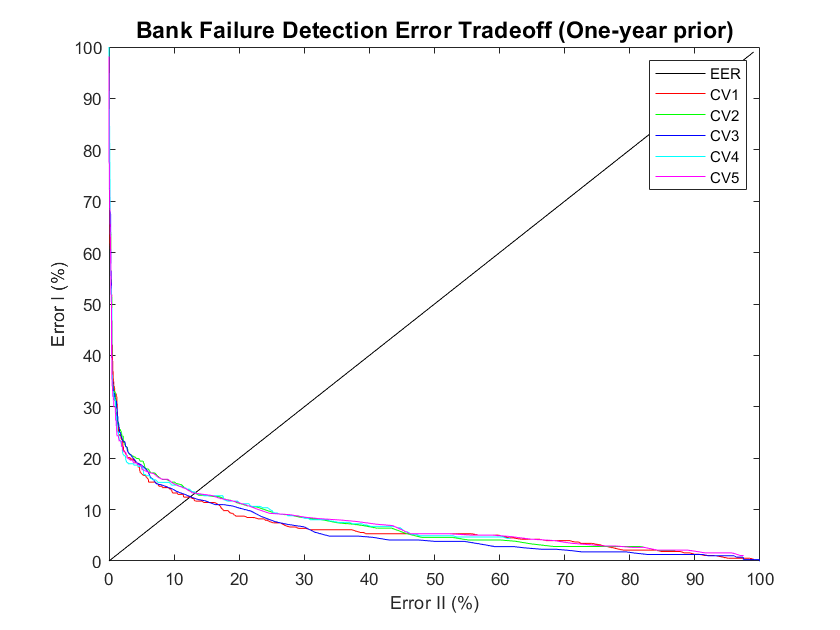 Bank Failure Detection Error Tradeoff (One-year prior)
100
90
80
70
60
50
40
30
20
10
0
Error I (%)
EER
CV1
CV2
CV3
CV4
CV5
0 10 20 30 40 50 60 70 80 90 100
Error II (%)